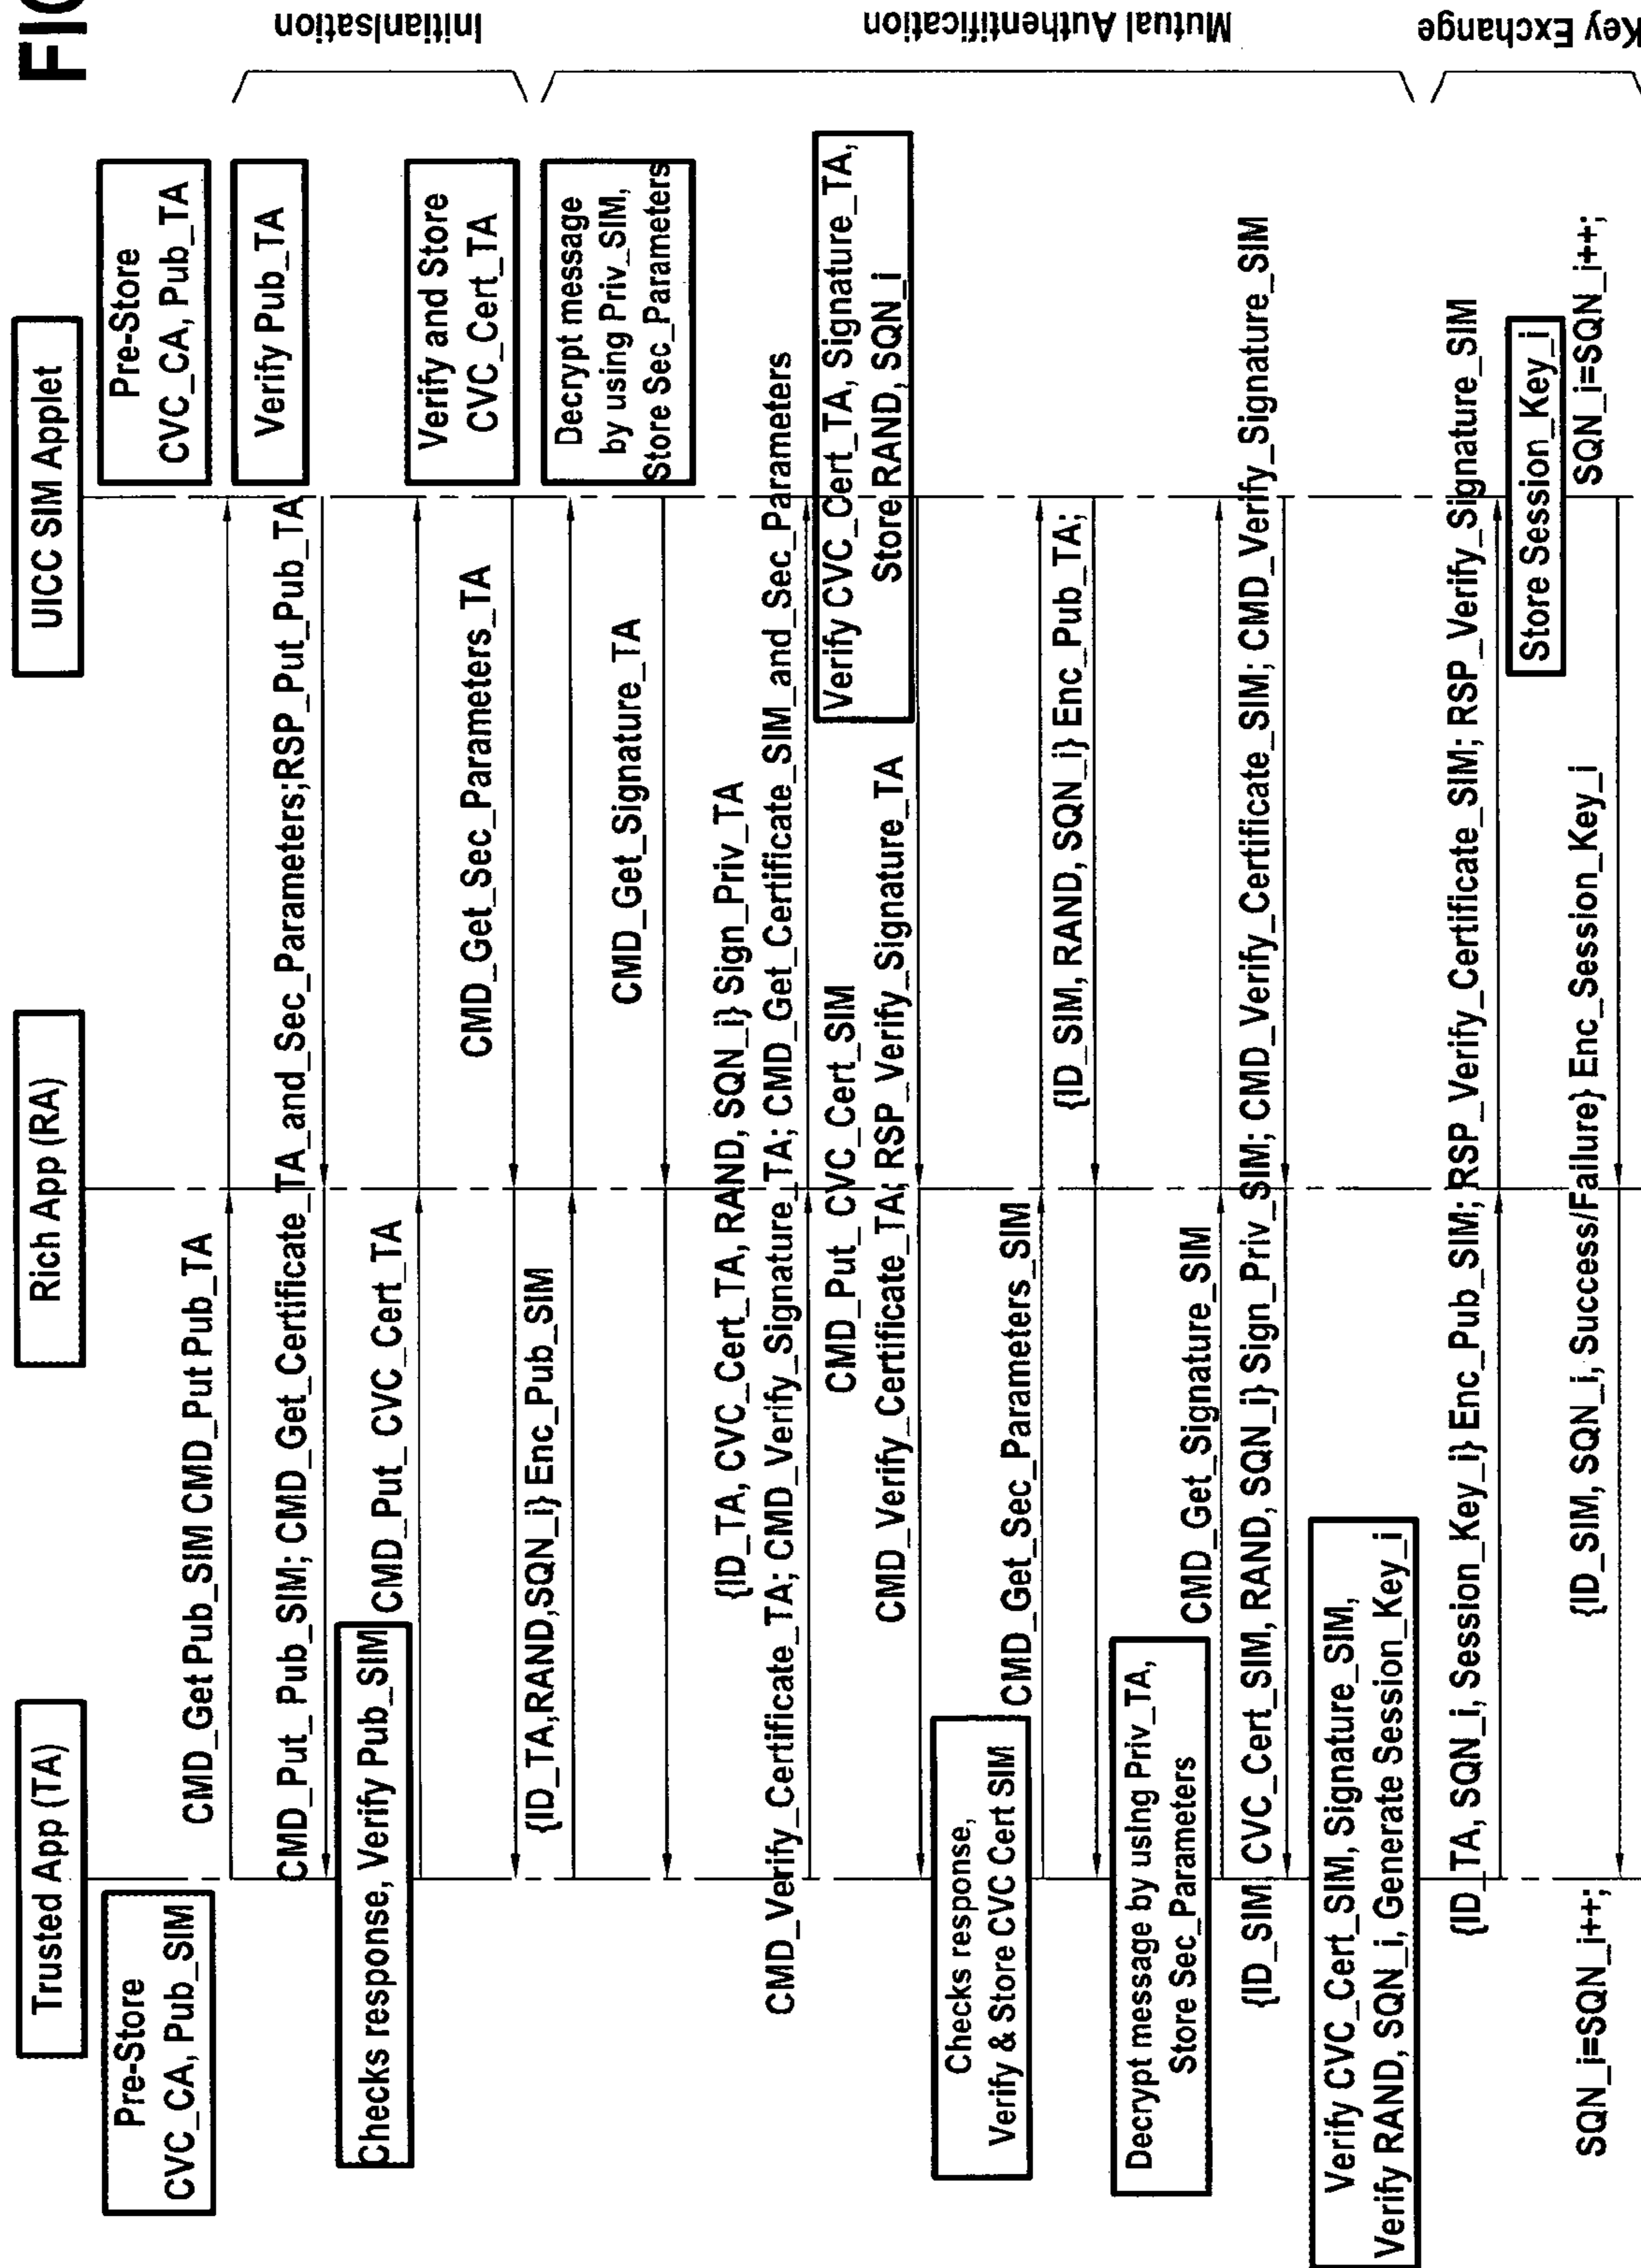 FIG
Trusted App (TA)
Rich App (RA)
UICC SIM Applet
Pre-Store
CVC_CA, Pub_SIM
Pre-Store
CVC_CA, Pub_TA
CMD_Get Pub_SIM CMD_Put Pub_TA
Verify Pub_TA
CMD_Put_Pub_SIM; CMD_Get_Certificate_TA_and_Sec_Parameters;RSP_Put_Pub_TA
Initianlsation
Checks response, Verify Pub_SIM
CMD_Put_CVC_Cert_TA
Verify and Store
CVC_Cert_TA
CMD_Get_Sec_Parameters_TA
{ID_TA,RAND,SQN_i} Enc_Pub_SIM
Decrypt message
by using Priv_SIM,
Store Sec_Parameters
CMD_Get_Signature_TA
{ID_TA, CVC_Cert_TA, RAND, SQN_i} Sign_Priv_TA
CMD_Verify_Certificate_TA; CMD_Verify_Signature_TA; CMD_Get_Certificate_SIM_and_Sec_Parameters
CMD_Put_CVC_Cert_SIM
Verify CVC_Cert_TA, Signature_TA,
Store RAND, SQN_i
CMD_Verify_Certificate_TA; RSP_Verify_Signature_TA
Mutual Authentification
Checks response,
Verify & Store CVC Cert SIM
CMD_Get_Sec_Parameters_SIM
{ID_SIM, RAND, SQN_i} Enc_Pub_TA;
Decrypt message by using Priv_TA,
Store Sec_Parameters
CMD_Get_Signature_SIM
{ID_SIM, CVC_Cert_SIM, RAND, SQN_i} Sign_Priv_SIM; CMD_Verify_Certificate_SIM; CMD_Verify_Signature_SIM
Verify CVC_Cert_SIM, Signature_SIM,
Verify RAND, SQN_i, Generate Session_Key_i
{ID_TA, SQN_i, Session_Key_i} Enc_Pub_SIM; RSP_Verify_Certificate_SIM; RSP_Verify_Signature_SIM
Key Exchange
Store Session_Key_i
SQN_i=SQN_i++;
{ID_SIM, SQN_i, Success/Failure} Enc_Session_Key_i
SQN_i=SQN_i++;